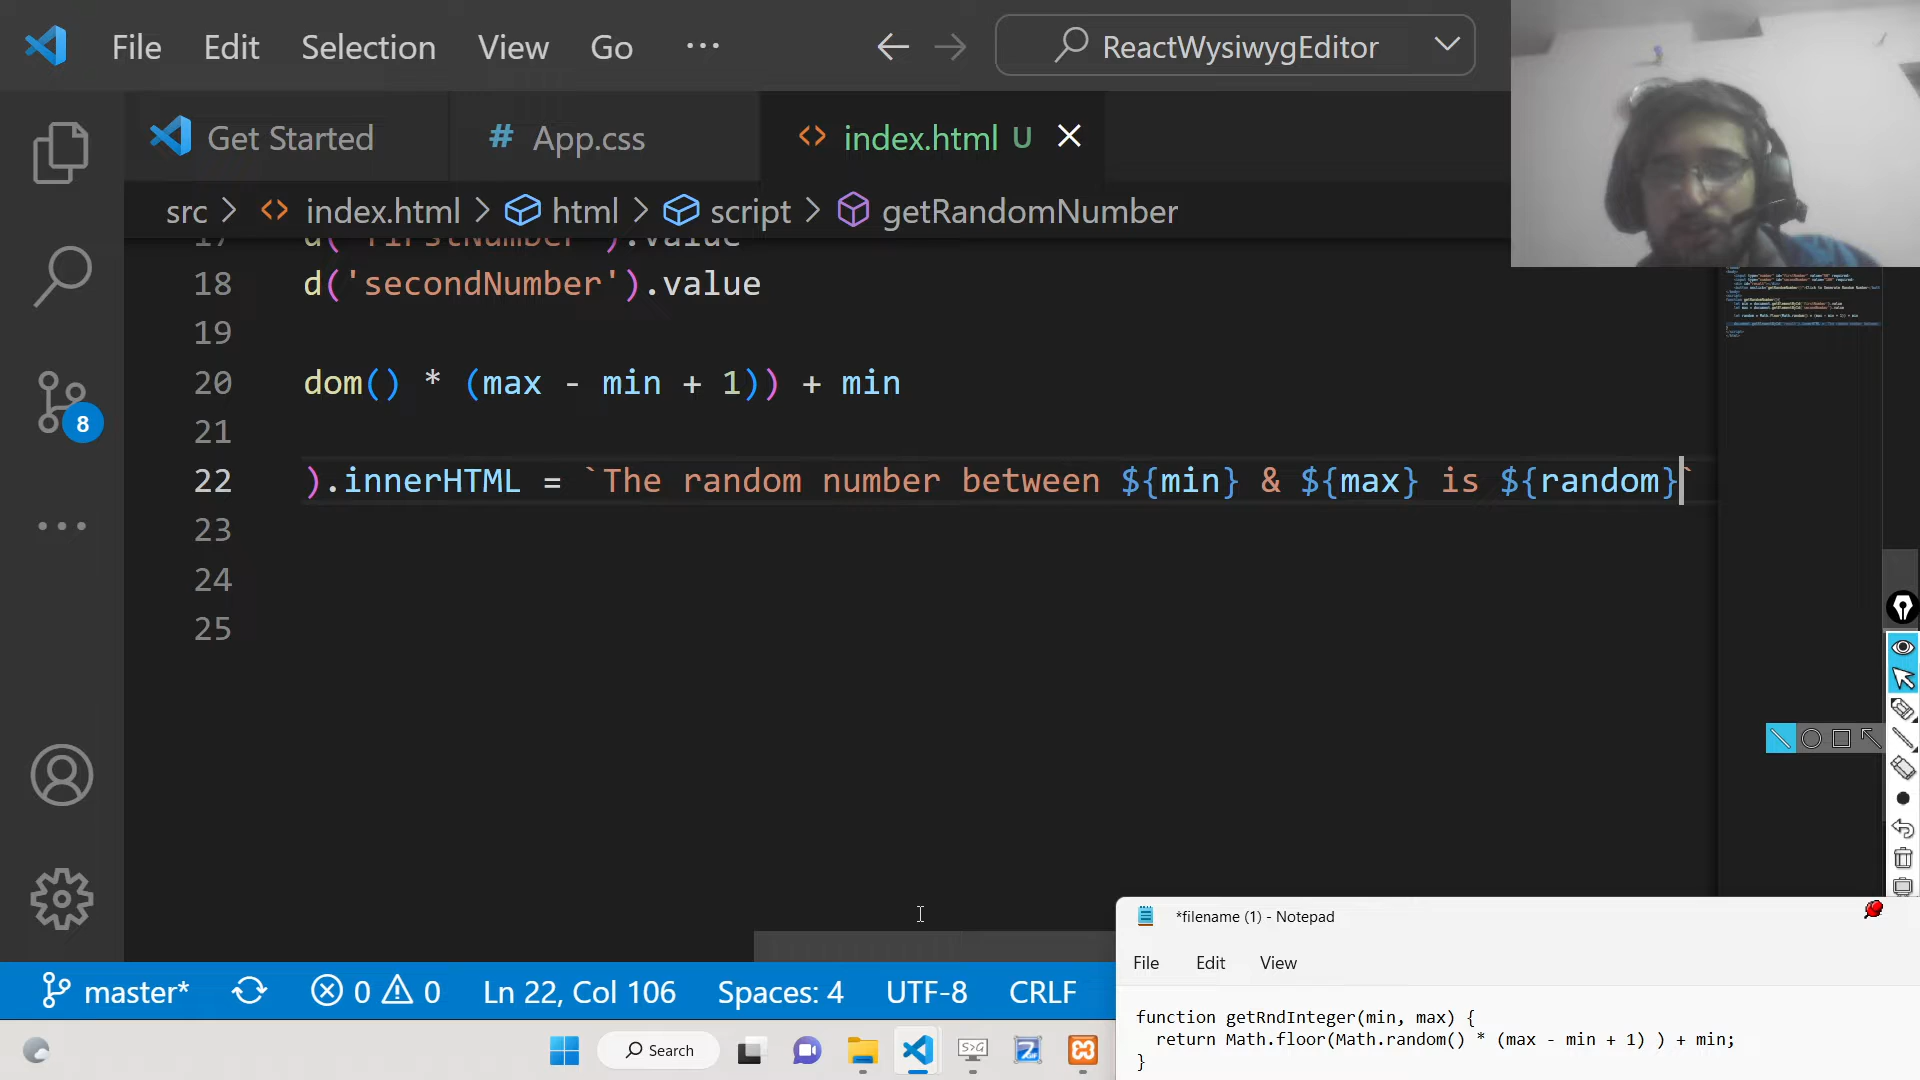 File Edit Selection View Go ··· ReactWysiwygEditor
Get Started # App.css index.html U
src > index.html > html > script > getRandomNumber
17 d('firstNumber').value
18 d('secondNumber').value
19
20 dom() * (max - min + 1)) + min
21
22 ).innerHTML = `The random number between ${min} & ${max} is ${random}`
23
24
25
8
*filename (1) - Notepad
File Edit View
function getRndInteger(min, max) {
return Math.floor(Math.random() * (max - min + 1) ) + min;
}
master* 0 0 Ln 22, Col 106 Spaces: 4 UTF-8 CRLF
Search